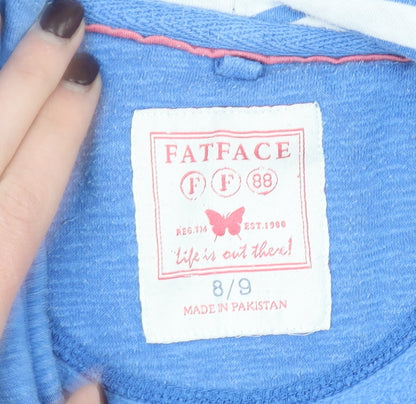 FATFACE
F F 88
REG.114 EST.1988
Life is out there!
8/9
MADE IN PAKISTAN